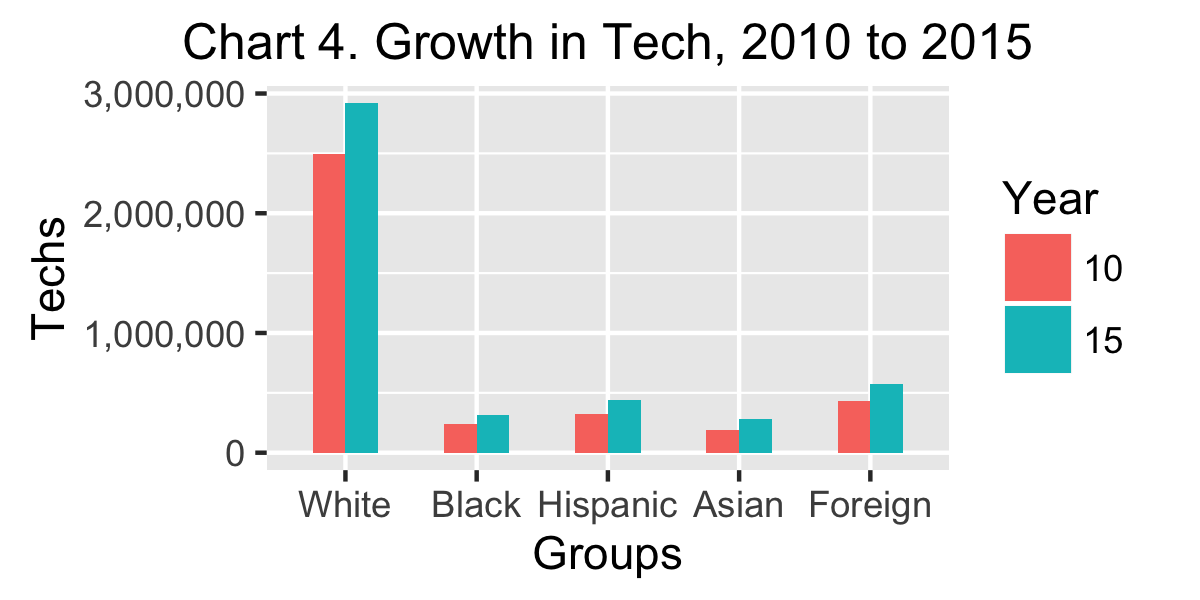 Chart 4. Growth in Tech, 2010 to 2015
3,000,000
2,000,000
1,000,000
0
Techs
White Black Hispanic Asian Foreign
Groups
Year
10
15